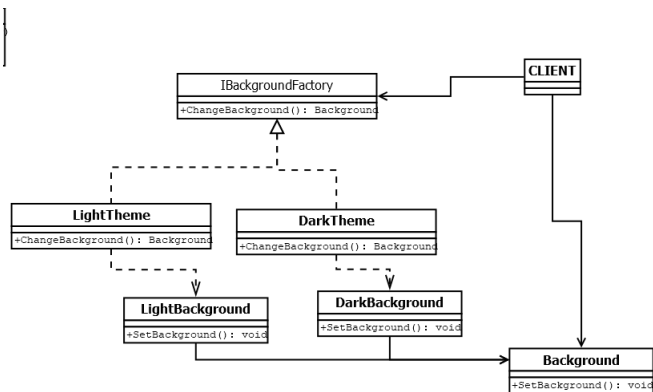 CLIENT
IBackgroundFactory
+ChangeBackground(): Background
LightTheme
+ChangeBackground(): Background
DarkTheme
+ChangeBackground(): Background
LightBackground
+SetBackground(): void
DarkBackground
+SetBackground(): void
Background
+SetBackground(): void